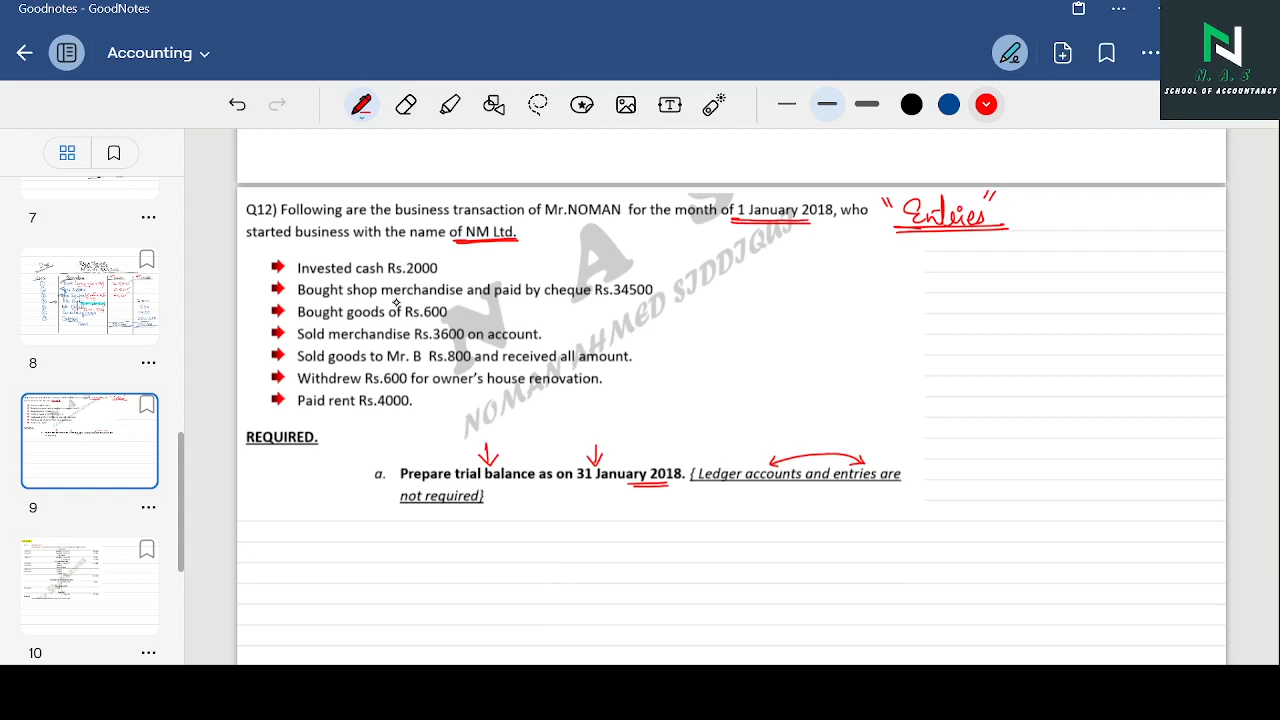 Goodnotes - GoodNotes
Accounting
N. A. S
SCHOOL OF ACCOUNTANCY
7
8
9
10
Q12) Following are the business transaction of Mr.NOMAN for the month of 1 January 2018, who
started business with the name of NM Ltd.
"Entries"
Invested cash Rs.2000
Bought shop merchandise and paid by cheque Rs.34500
Bought goods of Rs.600
Sold merchandise Rs.3600 on account.
Sold goods to Mr. B Rs.800 and received all amount.
Withdrew Rs.600 for owner's house renovation.
Paid rent Rs.4000.
N A S
NOMAN AHMED SIDDIQUI
REQUIRED.
a. Prepare trial balance as on 31 January 2018. { Ledger accounts and entries are
not required}